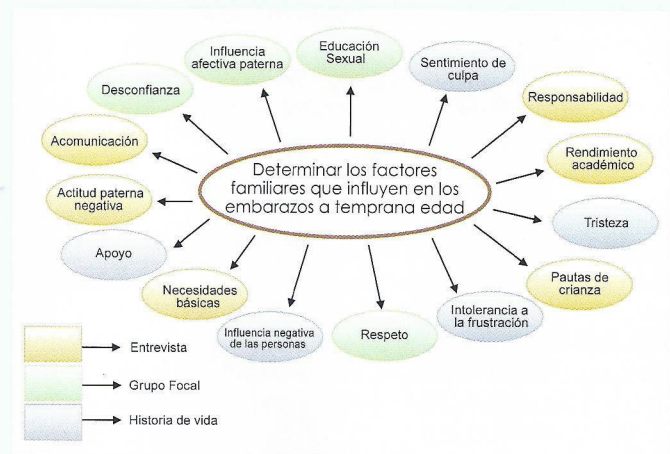 Influencia
afectiva paterna
Educación
Sexual
Sentimiento de
culpa
Desconfianza
Responsabilidad
Acomunicación
Rendimiento
académico
Determinar los factores
familiares que influyen en los
embarazos a temprana edad
Actitud paterna
negativa
Tristeza
Apoyo
Pautas de
crianza
Necesidades
básicas
Influencia negativa
de las personas
Respeto
Intolerancia a
la frustración
Entrevista
Grupo Focal
Historia de vida